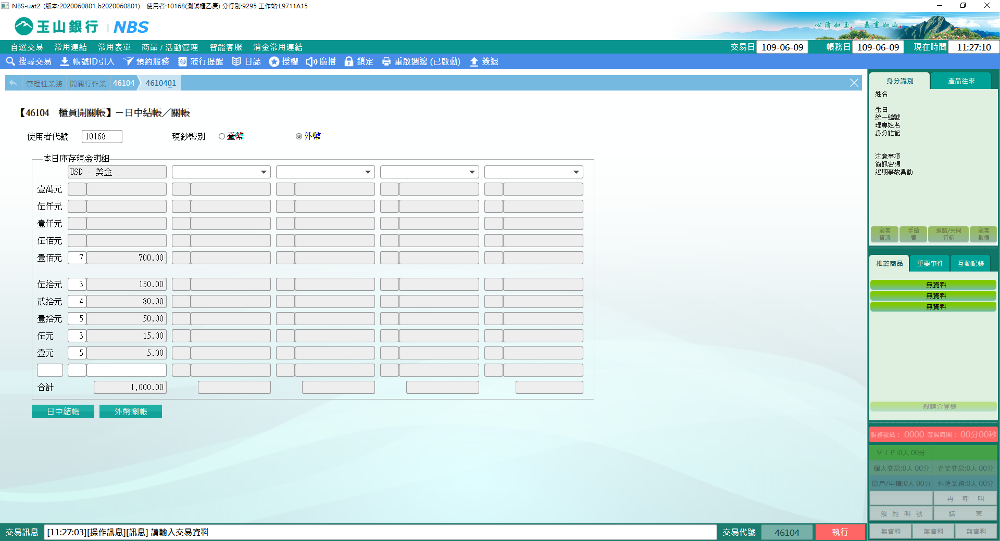 NBS-uat2 (版本:2020060801.b2020060801) 使用者:10168(測試櫃乙庚) 分行別:9295 工作站:L9711A15
玉山銀行 | NBS
心清如玉。 義重如山。
自選交易 常用連結 常用表單 商品 / 活動管理 智能客服 消金常用連結
交易日 109-06-09 帳務日 109-06-09 現在時間 11:27:10
搜尋交易 帳號ID引入 預約服務 蒞行提醒 日誌 授權 廣播 鎖定 重啟週邊 (已啟動) 簽退
管理性業務 開關行作業 46104 4610401
【46104 櫃員開關帳】－日中結帳／關帳
使用者代號 10168 現鈔幣別 臺幣 外幣
本日庫存現金明細
USD - 美金
壹萬元
伍仟元
壹仟元
伍佰元
壹佰元 7 700.00
伍拾元 3 150.00
貳拾元 4 80.00
壹拾元 5 50.00
伍元 3 15.00
壹元 5 5.00
合計 1,000.00
日中結帳 外幣關帳
身分識別 產品往來
姓名
生日
統一編號
理專姓名
身分註記
注意事項
簡訊密碼
近期事故異動
顧客資訊 手續費 通路/共同行銷 顧客影像
推薦商品 重要事件 互動記錄
無資料
無資料
無資料
一般轉介登錄
服務號碼： 0000 等候時間： 00分00秒
ＶＩＰ:0人 00分
個人交易:0人 00分 企業交易:0人 00分
開戶/申請:0人 00分 外匯業務:0人 00分
再 呼 叫
預 約 叫 號 結 束
無資料 無資料 無資料
交易訊息 [11:27:03][操作訊息][訊息] 請輸入交易資料
交易代號 46104 執行